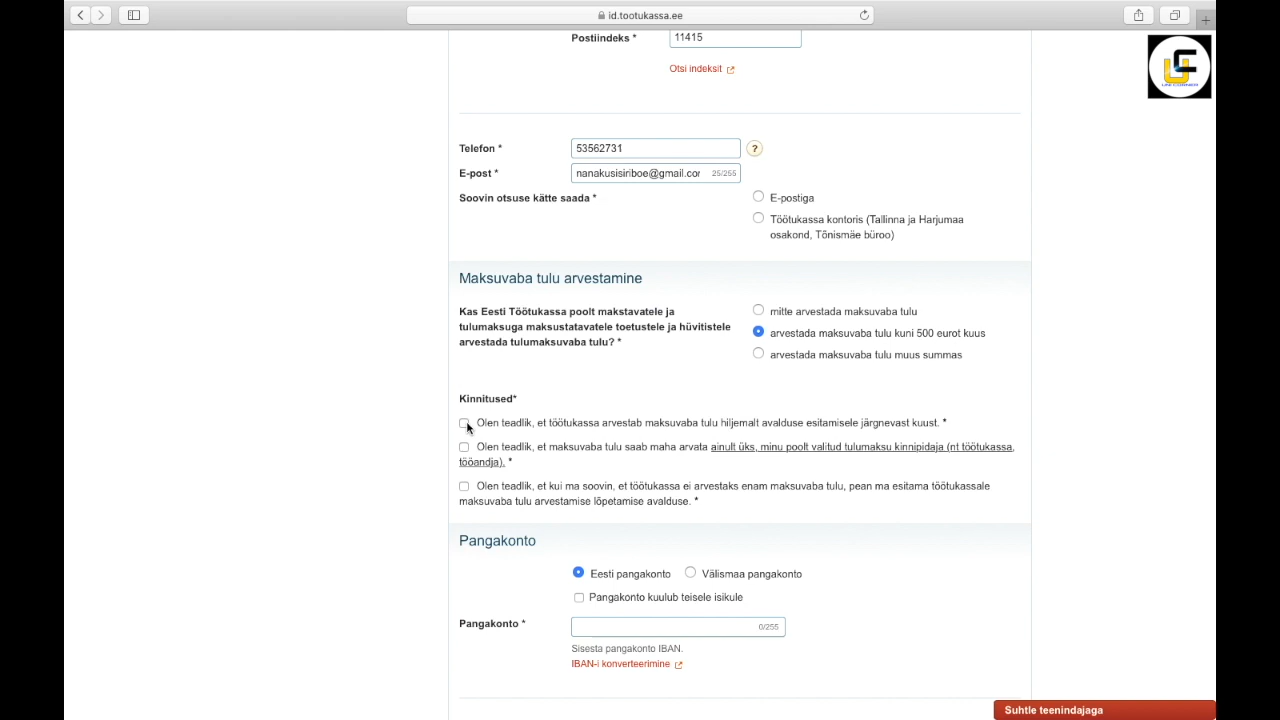 id.tootukassa.ee
Postiindeks * 11415
Otsi indeksit
Telefon * 53562731 ?
E-post * nanakusisiriboe@gmail.cor 25/255
Soovin otsuse kätte saada * E-postiga
Töötukassa kontoris (Tallinna ja Harjumaa
osakond, Tõnismäe büroo)
Maksuvaba tulu arvestamine
Kas Eesti Töötukassa poolt makstavatele ja
tulumaksuga maksustatavatele toetustele ja hüvitistele
arvestada tulumaksuvaba tulu? *
mitte arvestada maksuvaba tulu
arvestada maksuvaba tulu kuni 500 eurot kuus
arvestada maksuvaba tulu muus summas
Kinnitused*
Olen teadlik, et töötukassa arvestab maksuvaba tulu hiljemalt avalduse esitamisele järgnevast kuust. *
Olen teadlik, et maksuvaba tulu saab maha arvata ainult üks, minu poolt valitud tulumaksu kinnipidaja (nt töötukassa,
tööandja). *
Olen teadlik, et kui ma soovin, et töötukassa ei arvestaks enam maksuvaba tulu, pean ma esitama töötukassale
maksuvaba tulu arvestamise lõpetamise avalduse. *
Pangakonto
Eesti pangakonto Välismaa pangakonto
Pangakonto kuulub teisele isikule
Pangakonto * 0/255
Sisesta pangakonto IBAN.
IBAN-i konverteerimine
Suhtle teenindajaga